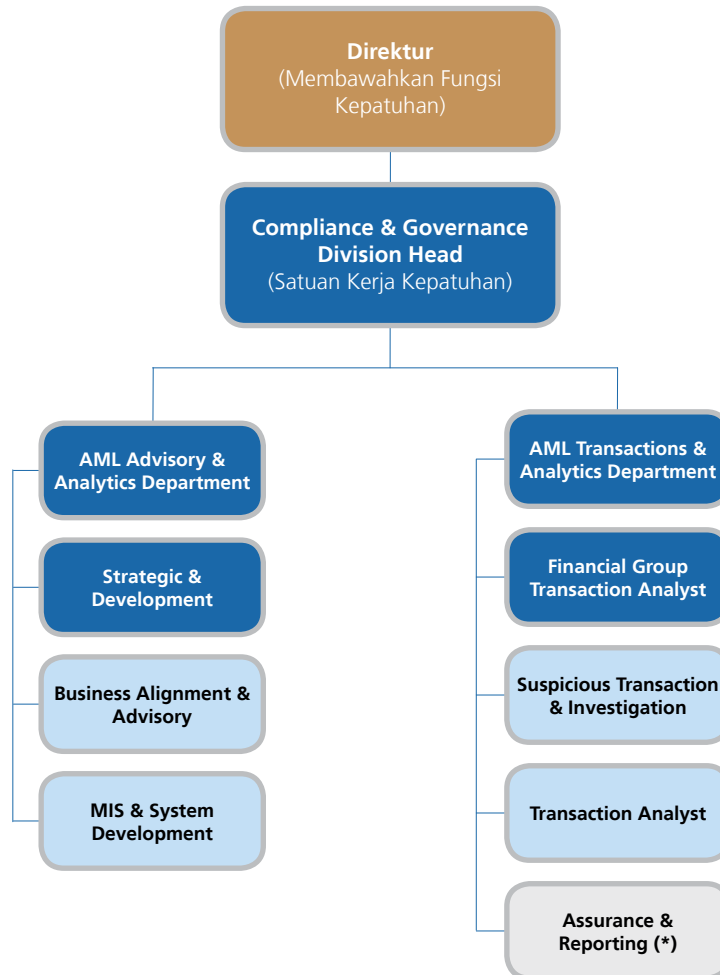 Direktur
(Membawahkan Fungsi
Kepatuhan)
Compliance & Governance
Division Head
(Satuan Kerja Kepatuhan)
AML Advisory &
Analytics Department
Strategic &
Development
Business Alignment &
Advisory
MIS & System
Development
AML Transactions &
Analytics Department
Financial Group
Transaction Analyst
Suspicious Transaction
& Investigation
Transaction Analyst
Assurance &
Reporting (*)